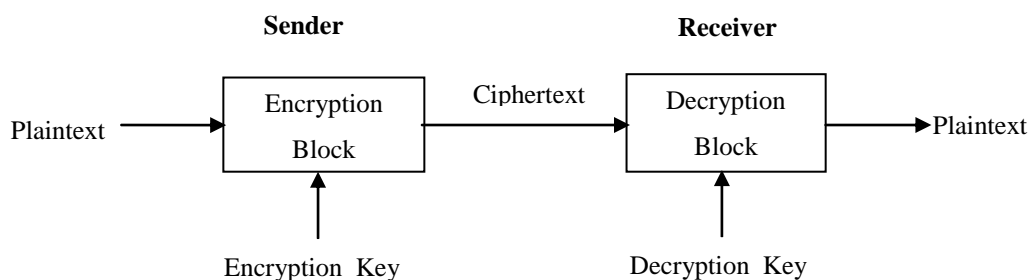 Sender Receiver
Plaintext
Encryption
Block
Ciphertext
Decryption
Block
Plaintext
Encryption Key
Decryption Key